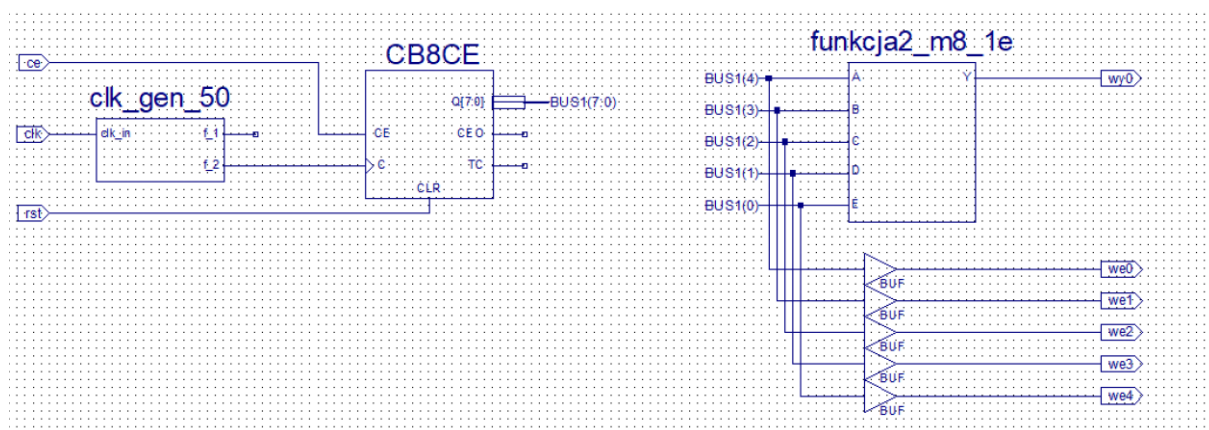 ce
CB8CE
clk_gen_50
clk
clk_in
f_1
f_2
Q[7:0]
BUS1(7:0)
CE
CEO
C
TC
CLR
rst
funkcja2_m8_1e
BUS1(4)
A
Y
wy0
BUS1(3)
B
BUS1(2)
C
BUS1(1)
D
BUS1(0)
E
we0
BUF
we1
BUF
we2
BUF
we3
BUF
we4
BUF